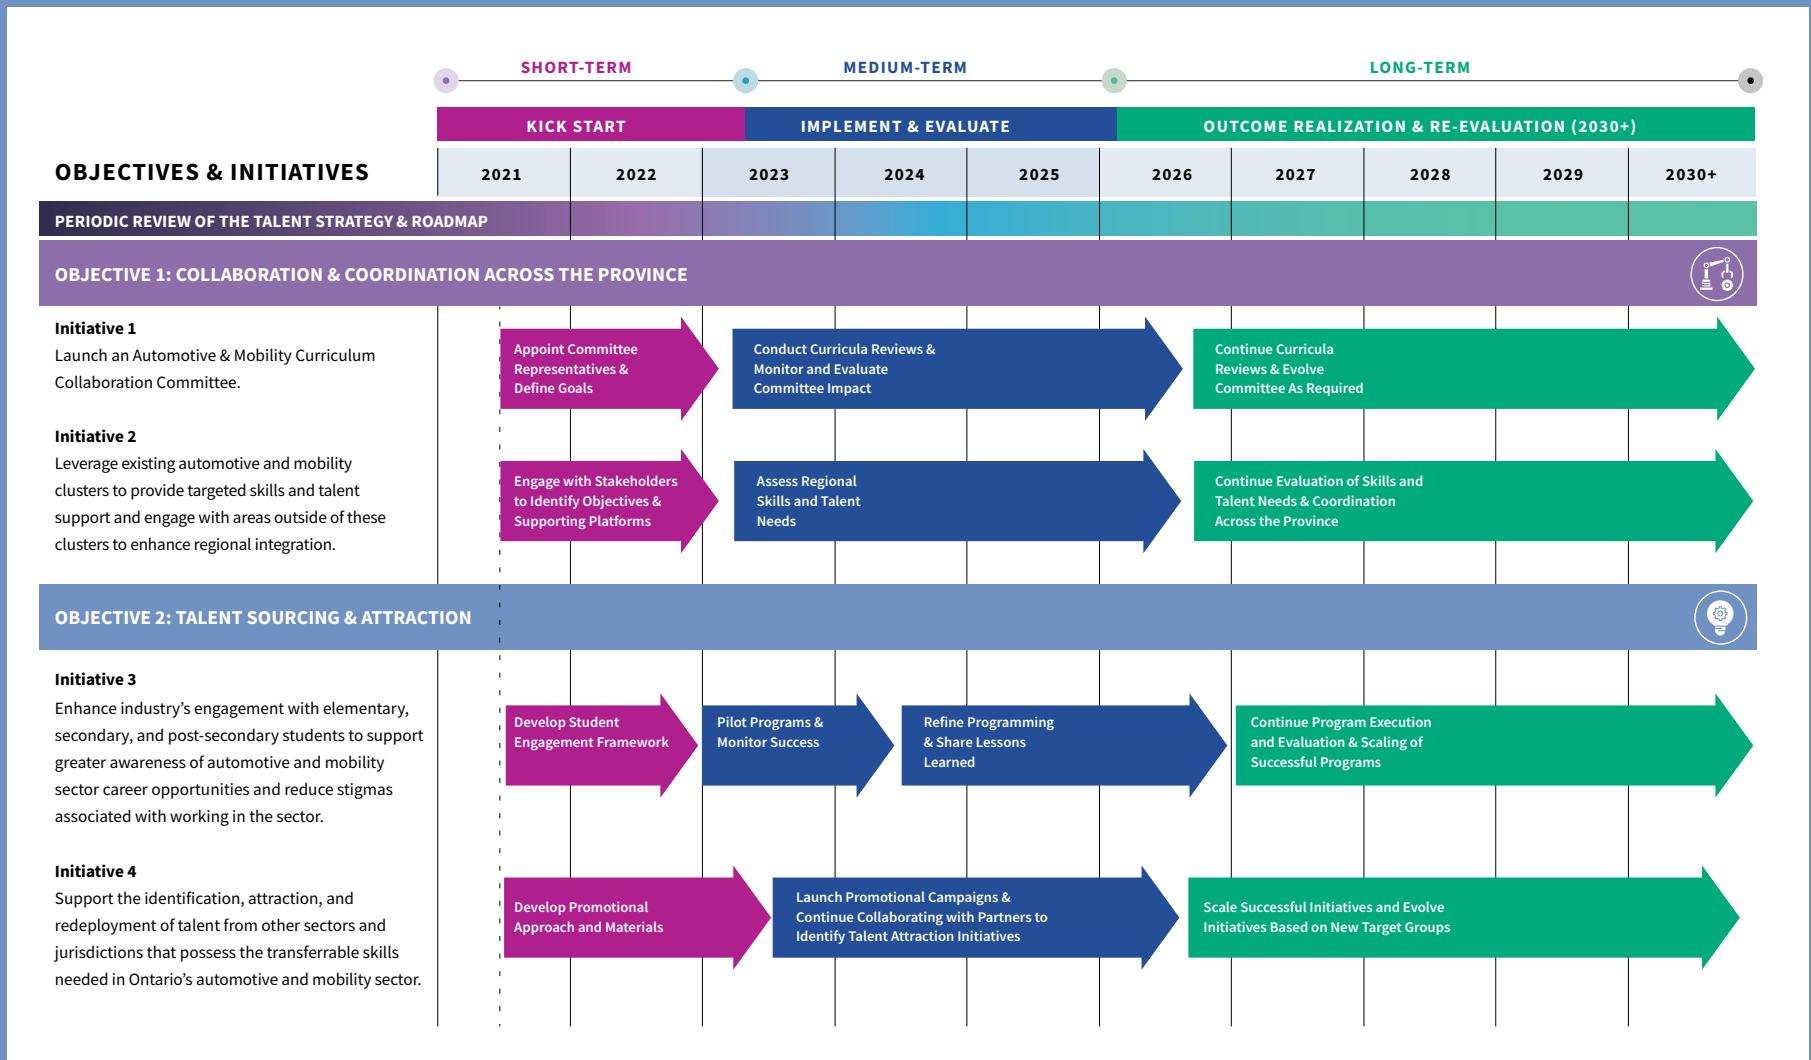 SHORT-TERM
MEDIUM-TERM
LONG-TERM
KICK START
IMPLEMENT & EVALUATE
OUTCOME REALIZATION & RE-EVALUATION (2030+)
OBJECTIVES & INITIATIVES
2021
2022
2023
2024
2025
2026
2027
2028
2029
2030+
PERIODIC REVIEW OF THE TALENT STRATEGY & ROADMAP
OBJECTIVE 1: COLLABORATION & COORDINATION ACROSS THE PROVINCE
Initiative 1
Launch an Automotive & Mobility Curriculum
Collaboration Committee.
Appoint Committee
Representatives &
Define Goals
Conduct Curricula Reviews &
Monitor and Evaluate
Committee Impact
Continue Curricula
Reviews & Evolve
Committee As Required
Initiative 2
Leverage existing automotive and mobility
clusters to provide targeted skills and talent
support and engage with areas outside of these
clusters to enhance regional integration.
Engage with Stakeholders
to Identify Objectives &
Supporting Platforms
Assess Regional
Skills and Talent
Needs
Continue Evaluation of Skills and
Talent Needs & Coordination
Across the Province
OBJECTIVE 2: TALENT SOURCING & ATTRACTION
Initiative 3
Enhance industry’s engagement with elementary,
secondary, and post-secondary students to support
greater awareness of automotive and mobility
sector career opportunities and reduce stigmas
associated with working in the sector.
Develop Student
Engagement Framework
Pilot Programs &
Monitor Success
Refine Programming
& Share Lessons
Learned
Continue Program Execution
and Evaluation & Scaling of
Successful Programs
Initiative 4
Support the identification, attraction, and
redeployment of talent from other sectors and
jurisdictions that possess the transferrable skills
needed in Ontario’s automotive and mobility sector.
Develop Promotional
Approach and Materials
Launch Promotional Campaigns &
Continue Collaborating with Partners to
Identify Talent Attraction Initiatives
Scale Successful Initiatives and Evolve
Initiatives Based on New Target Groups